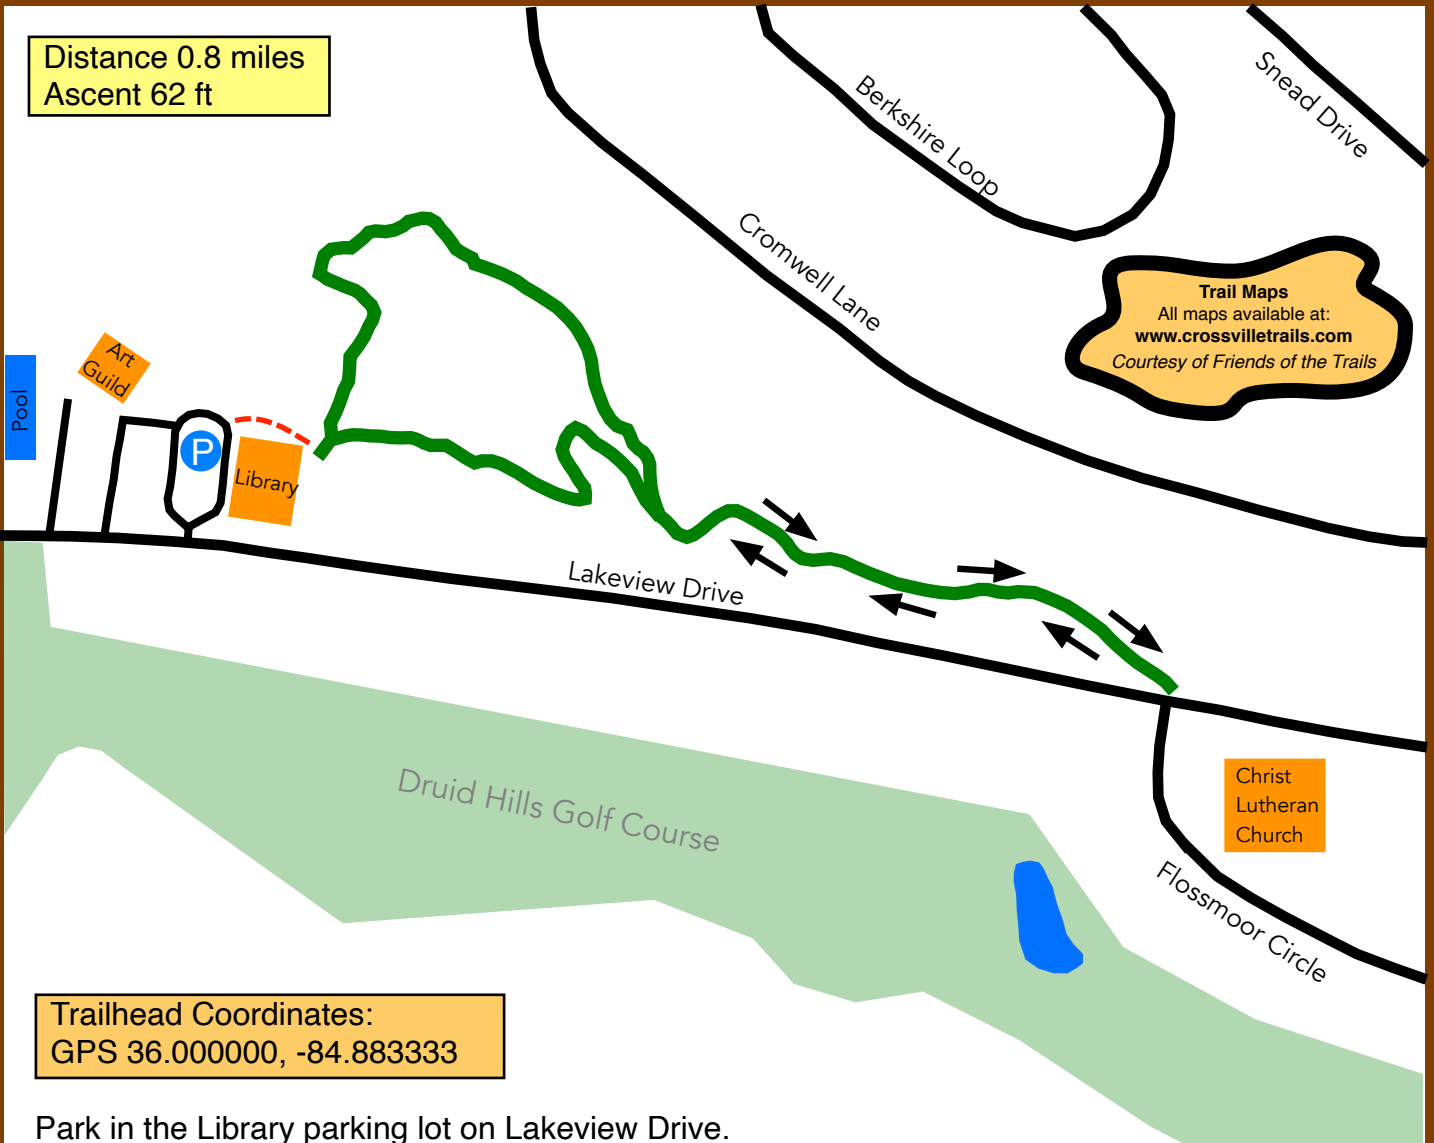 Distance 0.8 miles
Ascent 62 ft
Snead Drive
Berkshire Loop
Cromwell Lane
Trail Maps
All maps available at:
www.crossvilletrails.com
Courtesy of Friends of the Trails
Art
Guild
Pool
P
Library
Lakeview Drive
Druid Hills Golf Course
Christ
Lutheran
Church
Flossmoor Circle
Trailhead Coordinates:
GPS 36.000000, -84.883333
Park in the Library parking lot on Lakeview Drive.